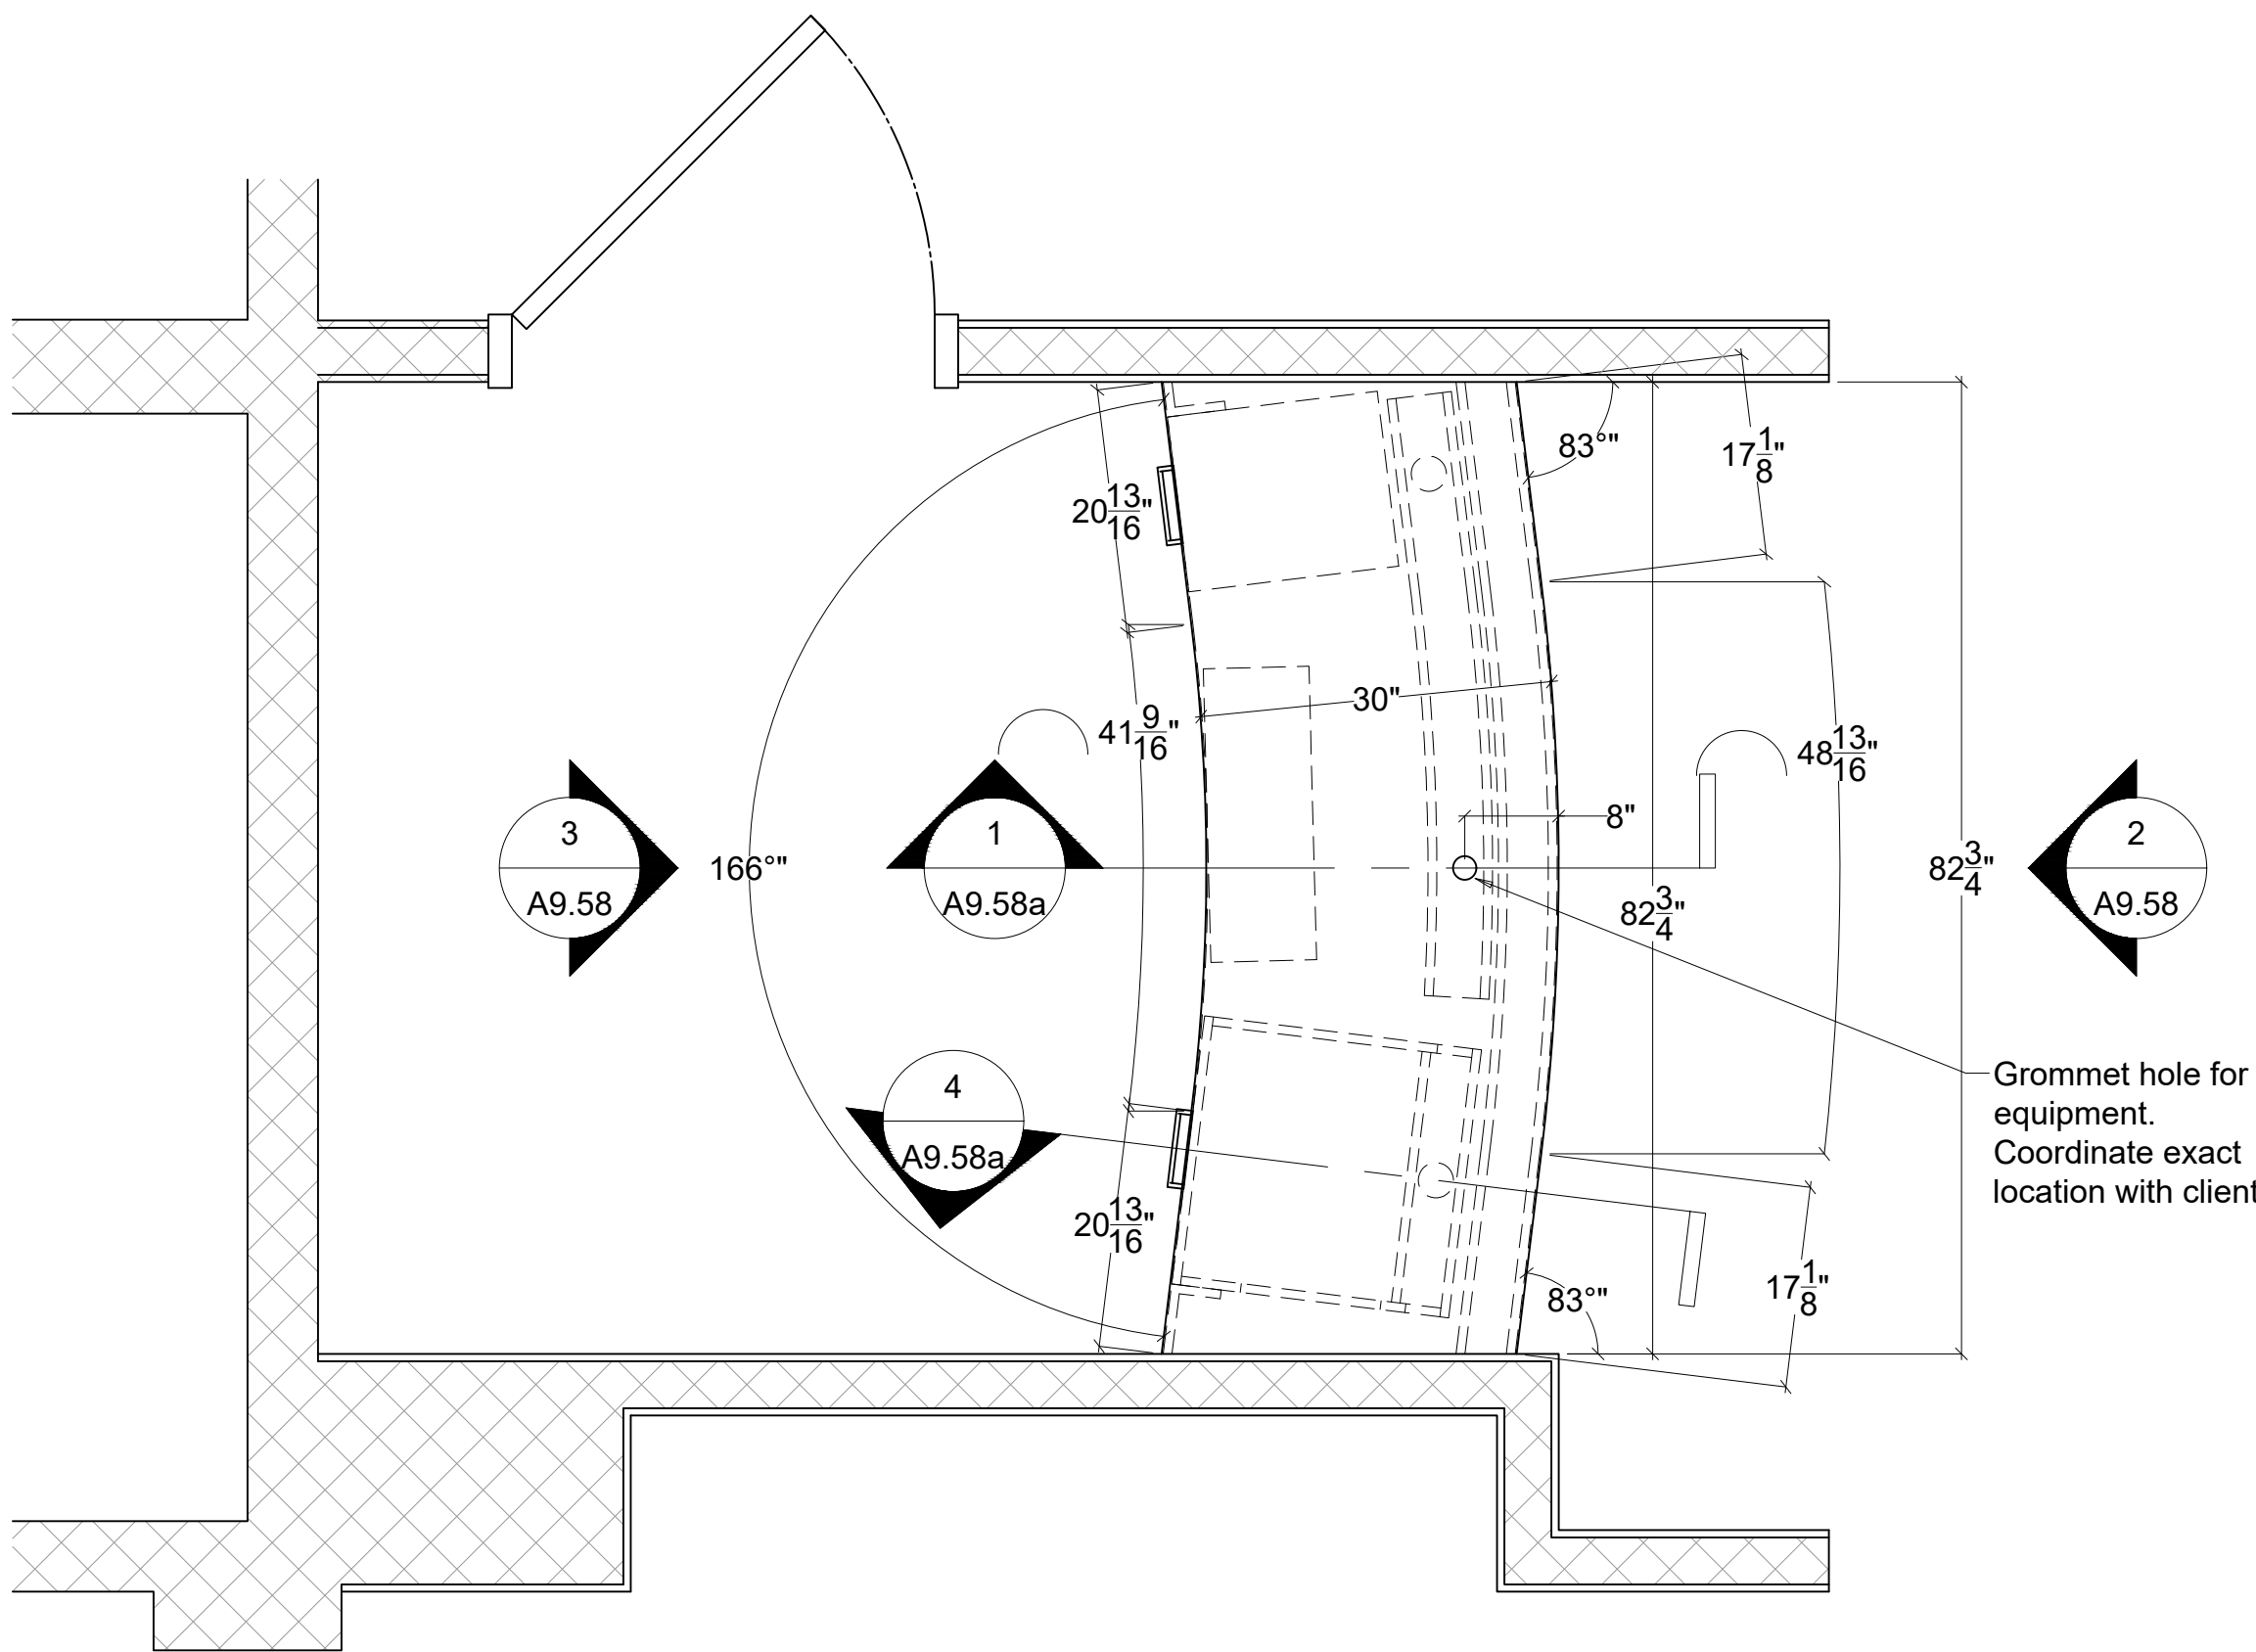 83°"
17 1/8"
20 13/16"
30"
41 9/16"
48 13/16"
8"
3
A9.58
166°"
1
A9.58a
82 3/4"
82 3/4"
2
A9.58
Grommet hole for
equipment.
Coordinate exact
location with client
4
A9.58a
20 13/16"
83°"
17 1/8"